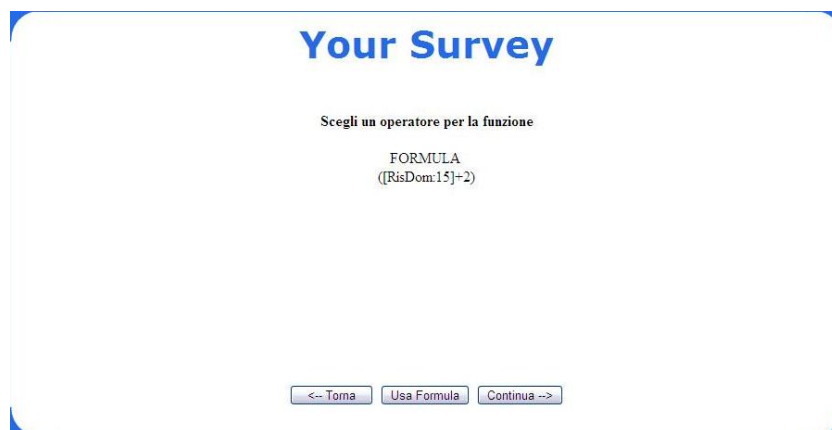 Your Survey
Scegli un operatore per la funzione
FORMULA
([RisDom:15]+2)
<-- Torna Usa Formula Continua -->